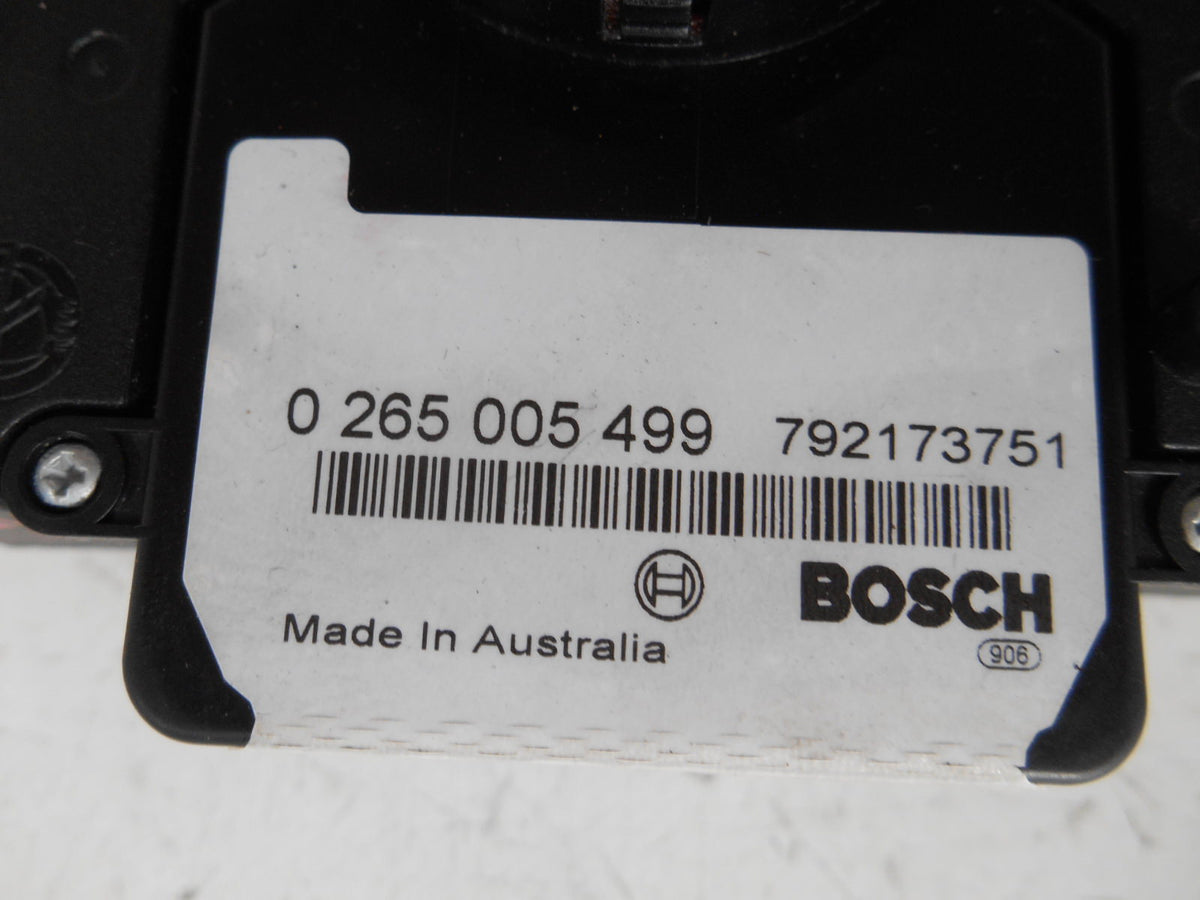 0 265 005 499 792173751
BOSCH
Made In Australia
906